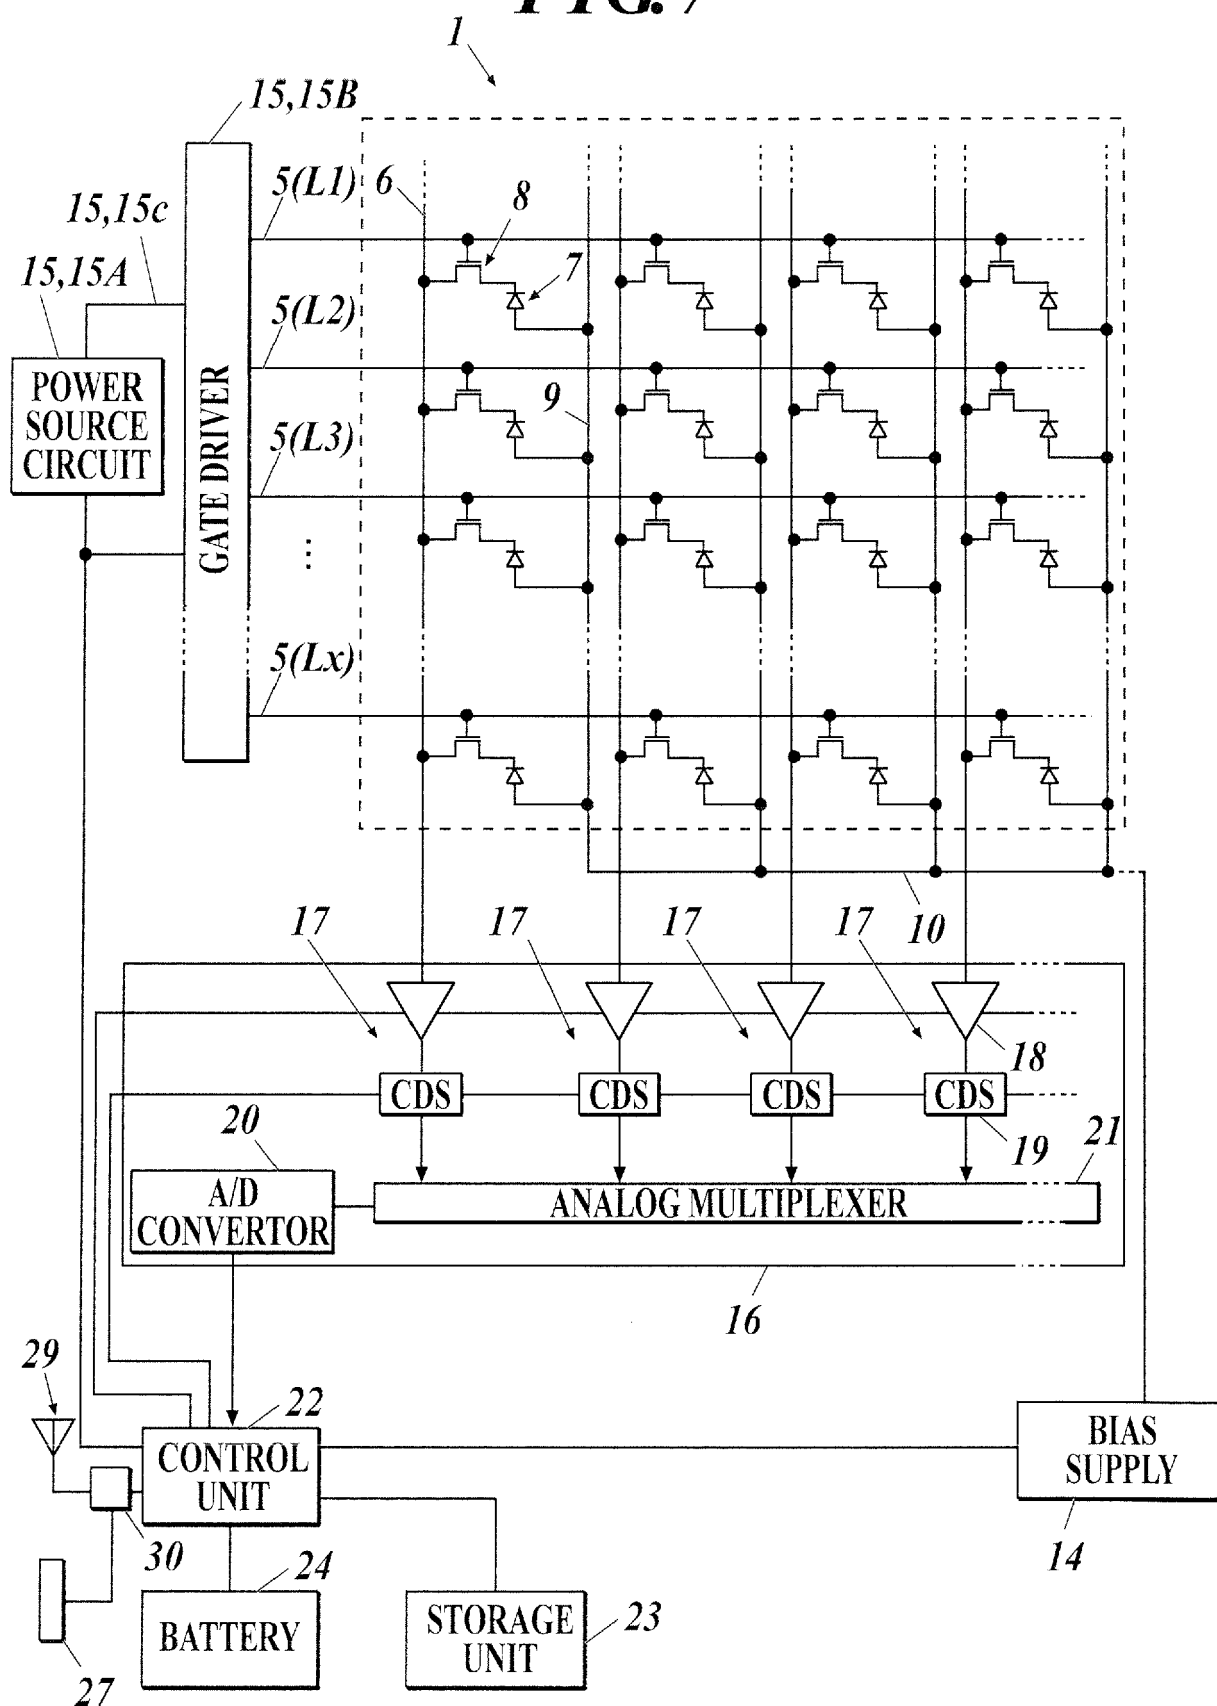 FIG. 7
1
15,15B
5(L1)
6
8
15,15c
7
15,15A
5(L2)
POWER
SOURCE
CIRCUIT
GATE DRIVER
9
5(L3)
5(Lx)
10
17
17
17
17
18
CDS
CDS
CDS
CDS
19
20
21
A/D
CONVERTOR
ANALOG MULTIPLEXER
16
29
22
CONTROL
UNIT
BIAS
SUPPLY
30
14
24
BATTERY
STORAGE
UNIT
23
27